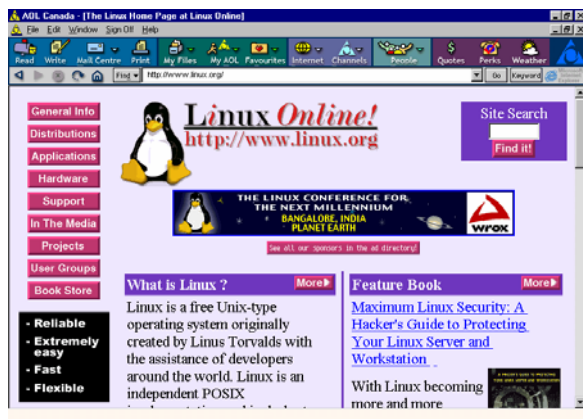 AOL Canada - [The Linux Home Page at Linux Online]
File Edit Window Sign Off Help
Read Write Mail Centre Print My Files My AOL Favourites Internet Channels People Quotes Perks Weather
Find http://www.linux.org/ Go Keyword
General Info
Distributions
Applications
Hardware
Support
In The Media
Projects
User Groups
Book Store
- Reliable
- Extremely
easy
- Fast
- Flexible
Linux Online!
http://www.linux.org
Site Search
Find it!
THE LINUX CONFERENCE FOR
THE NEXT MILLENNIUM
BANGALORE, INDIA
PLANET EARTH
wrox
See all our sponsors in the ad directory!
What is Linux ? More
Linux is a free Unix-type
operating system originally
created by Linus Torvalds with
the assistance of developers
around the world. Linux is an
independent POSIX
Feature Book More
Maximum Linux Security: A
Hacker's Guide to Protecting
Your Linux Server and
Workstation
With Linux becoming
more and more